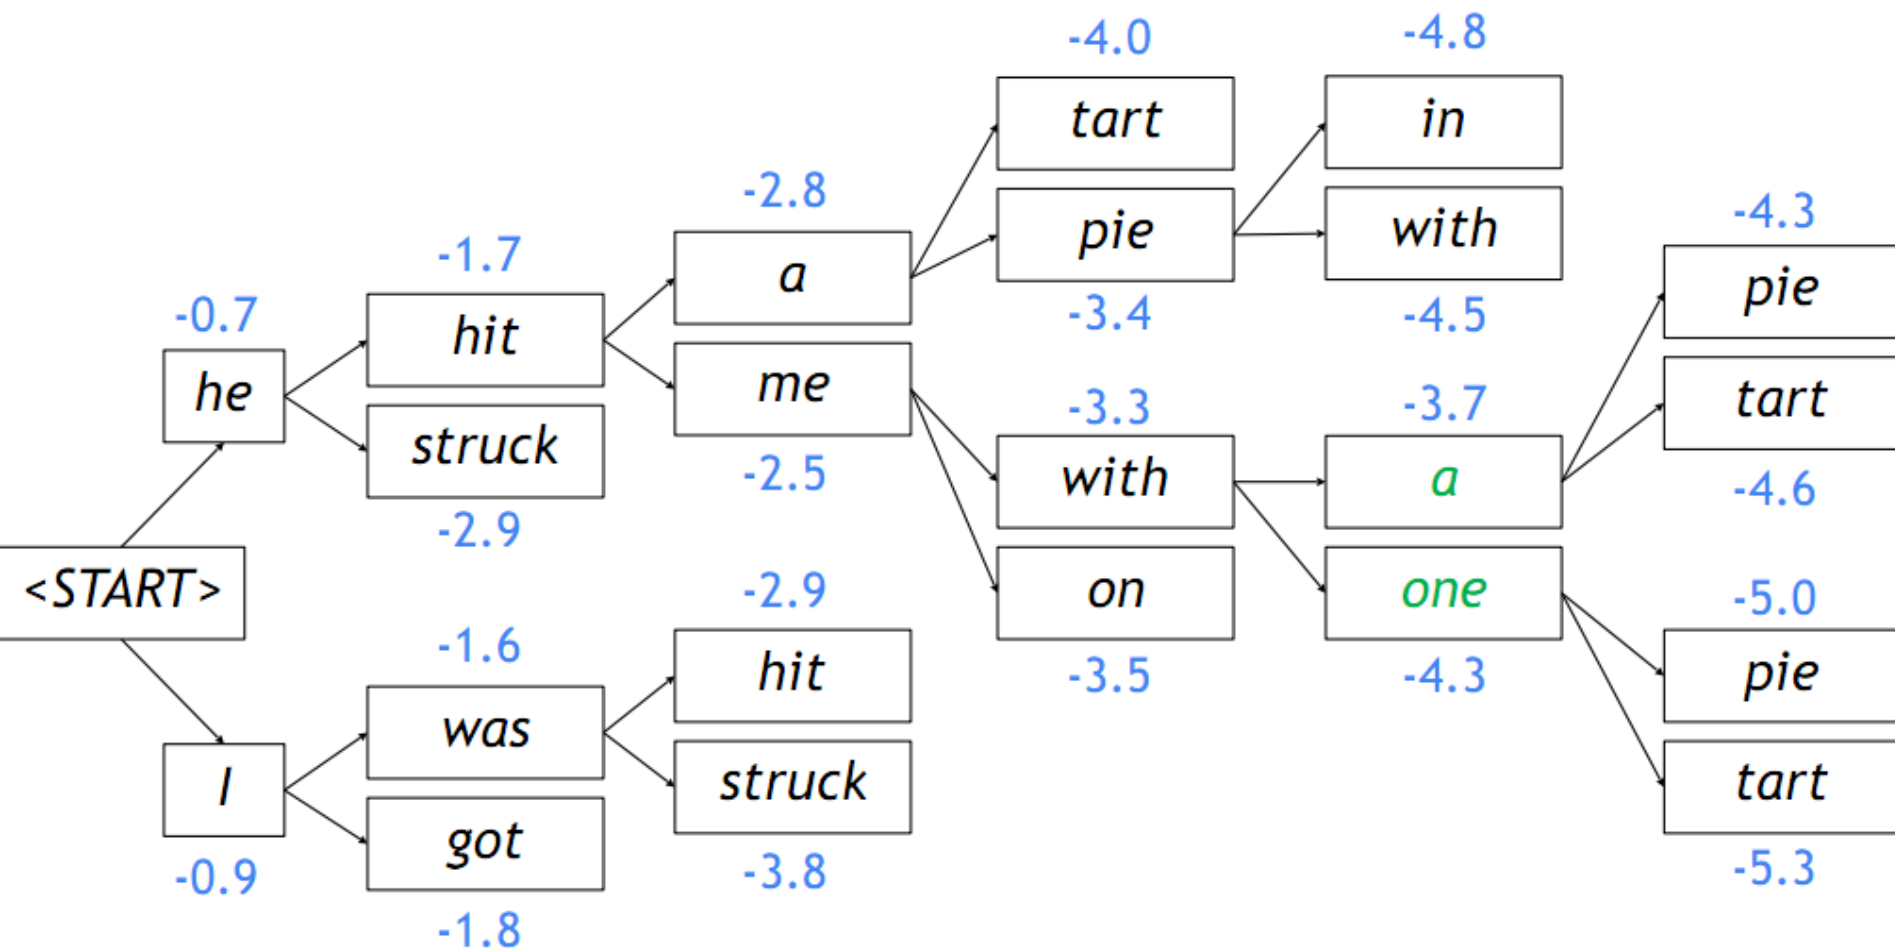 <START>
-0.7
he
I
-0.9
-1.7
hit
struck
-2.9
-1.6
was
got
-1.8
-2.8
a
me
-2.5
-2.9
hit
struck
-3.8
-4.0
tart
pie
-3.4
-3.3
with
on
-3.5
-4.8
in
with
-4.5
-3.7
a
one
-4.3
-4.3
pie
tart
-4.6
-5.0
pie
tart
-5.3